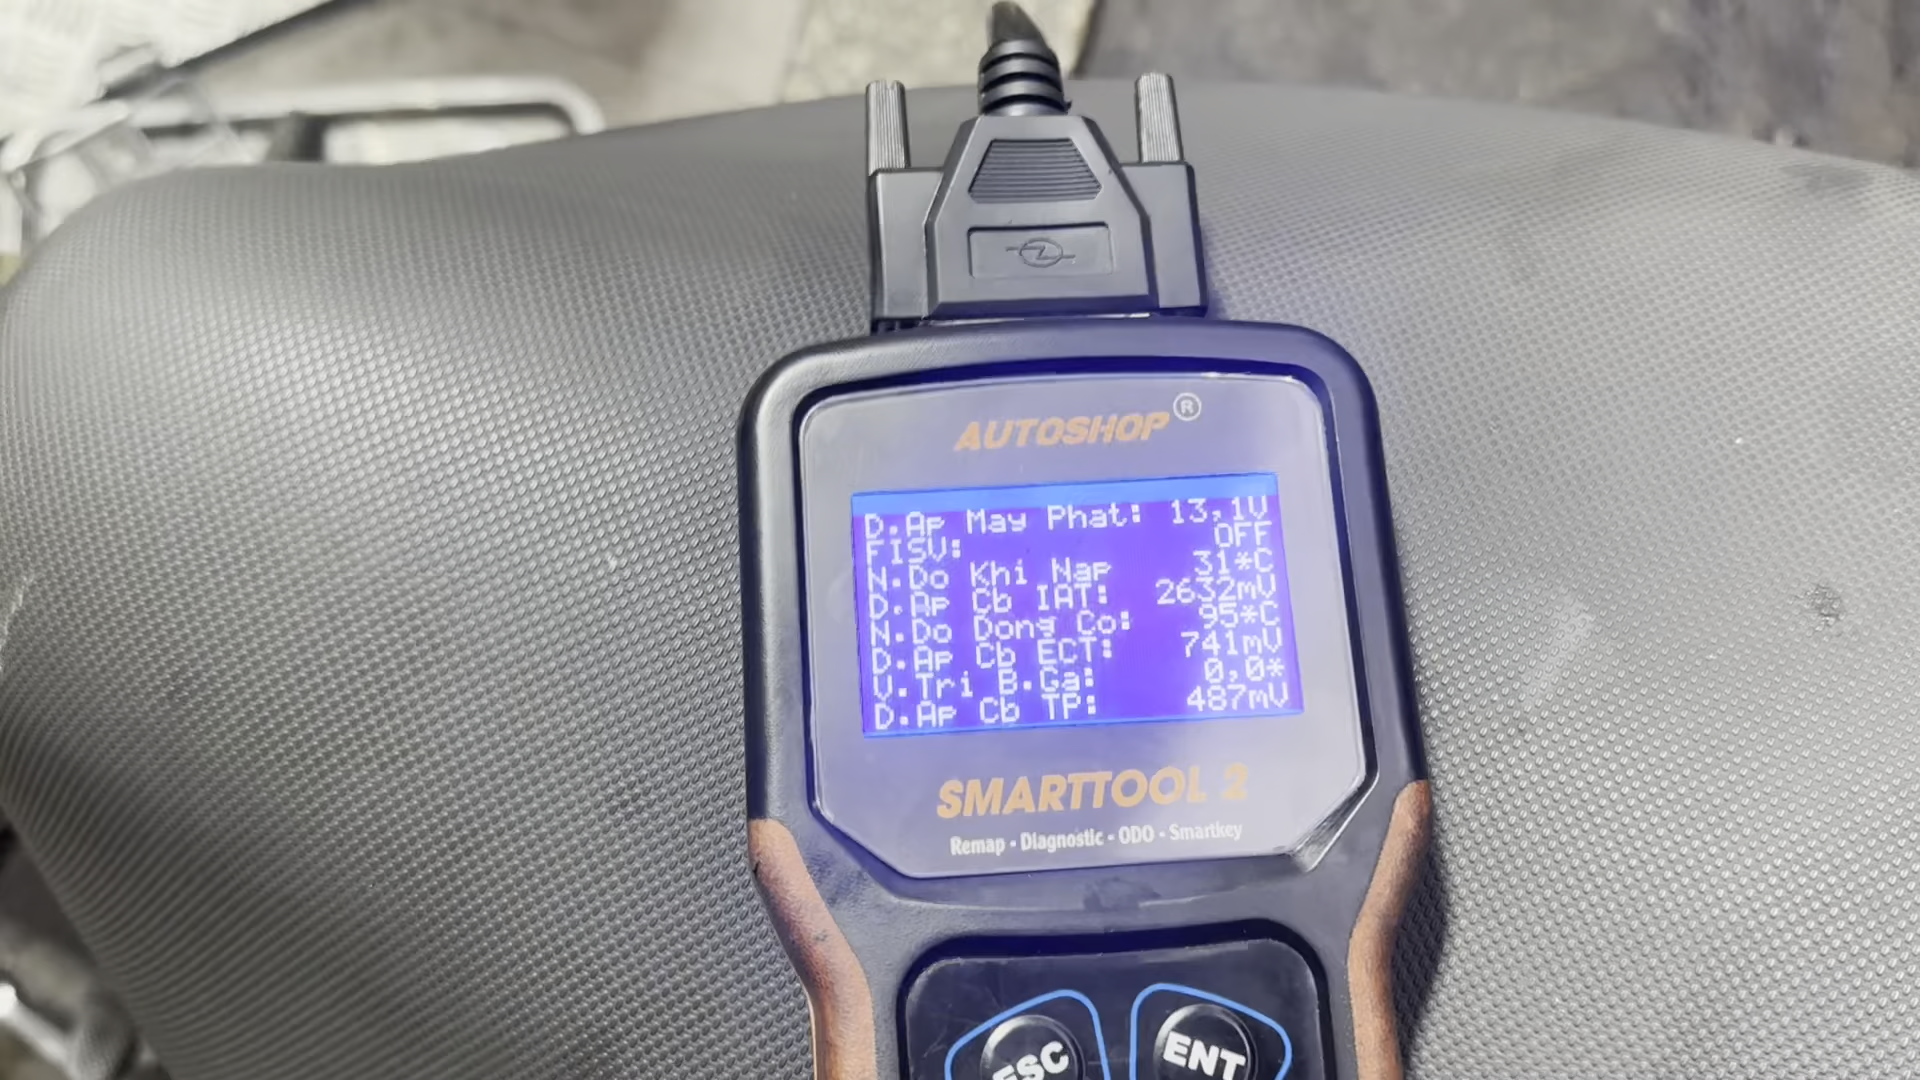 AUTOSHOP®
D.Ap May Phat: 13,1V
FISV: OFF
N.Do Khi Nap 31*C
D.Ap Cb IAT: 2632mV
N.Do Dong Co: 95*C
D.Ap Cb ECT: 741mV
V.Tri B.Ga: 0,0*
D.Ap Cb TP: 487mV
SMARTTOOL 2
Remap - Diagnostic - ODO - Smartkey
ESC ENT